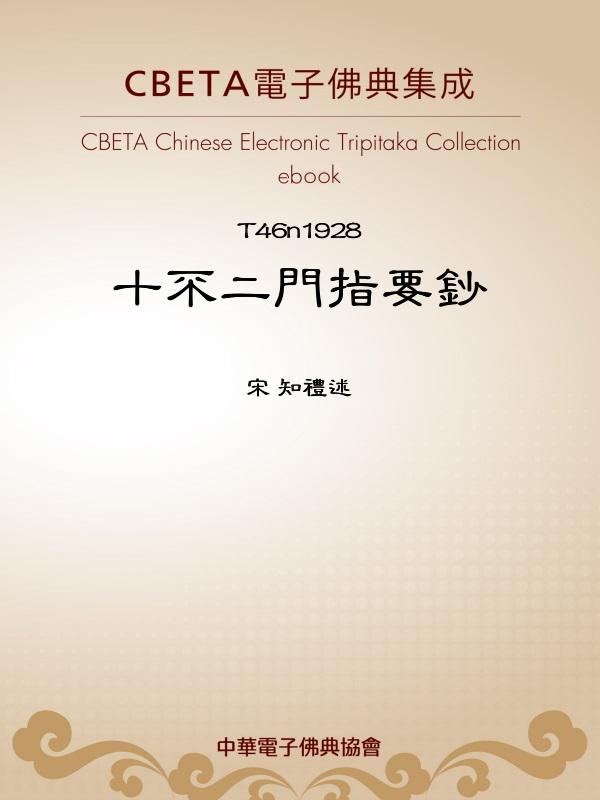 CBETA電子佛典集成
CBETA Chinese Electronic Tripitaka Collection
ebook
T46n1928
十不二門指要鈔
宋 知禮述
中華電子佛典協會